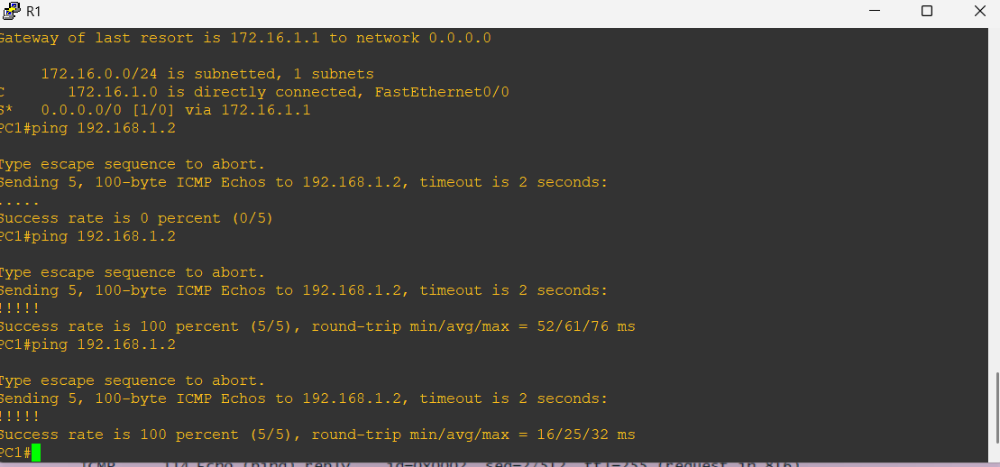 R1
Gateway of last resort is 172.16.1.1 to network 0.0.0.0
172.16.0.0/24 is subnetted, 1 subnets
C 172.16.1.0 is directly connected, FastEthernet0/0
S* 0.0.0.0/0 [1/0] via 172.16.1.1
PC1#ping 192.168.1.2
Type escape sequence to abort.
Sending 5, 100-byte ICMP Echos to 192.168.1.2, timeout is 2 seconds:
.....
Success rate is 0 percent (0/5)
PC1#ping 192.168.1.2
Type escape sequence to abort.
Sending 5, 100-byte ICMP Echos to 192.168.1.2, timeout is 2 seconds:
!!!!!
Success rate is 100 percent (5/5), round-trip min/avg/max = 52/61/76 ms
PC1#ping 192.168.1.2
Type escape sequence to abort.
Sending 5, 100-byte ICMP Echos to 192.168.1.2, timeout is 2 seconds:
!!!!!
Success rate is 100 percent (5/5), round-trip min/avg/max = 16/25/32 ms
PC1#